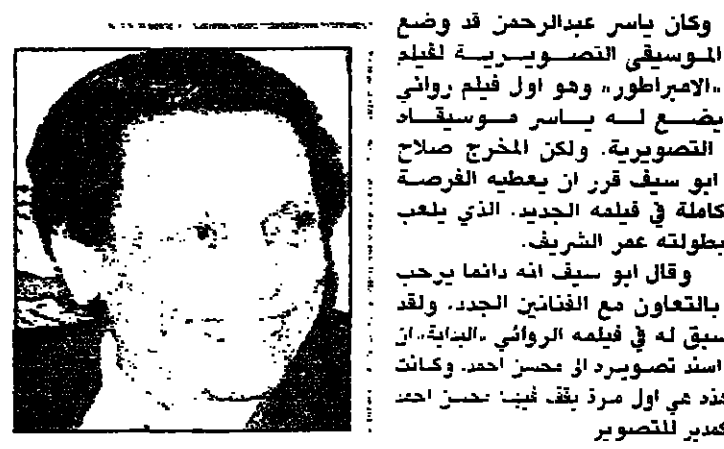 وكان ياسر عبدالرحمن قد وضع
الموسيقى التصويرية لفيلم
«الامبراطور» وهو اول فيلم روائي
يضع له ياسر موسيقاه
التصويرية. ولكن المخرج صلاح
ابو سيف قرر ان يعطيه الفرصة
كاملة في فيلمه الجديد. الذي يلعب
بطولته عمر الشريف.
وقال ابو سيف انه دائما يرحب
بالتعاون مع الفنانين الجدد. ولقد
سبق له في فيلمه الروائي «البداية» ان
اسند تصويره الى محسن احمد. وكانت
هذه هي اول مرة يقف فيها محسن احمد
كمدير للتصوير